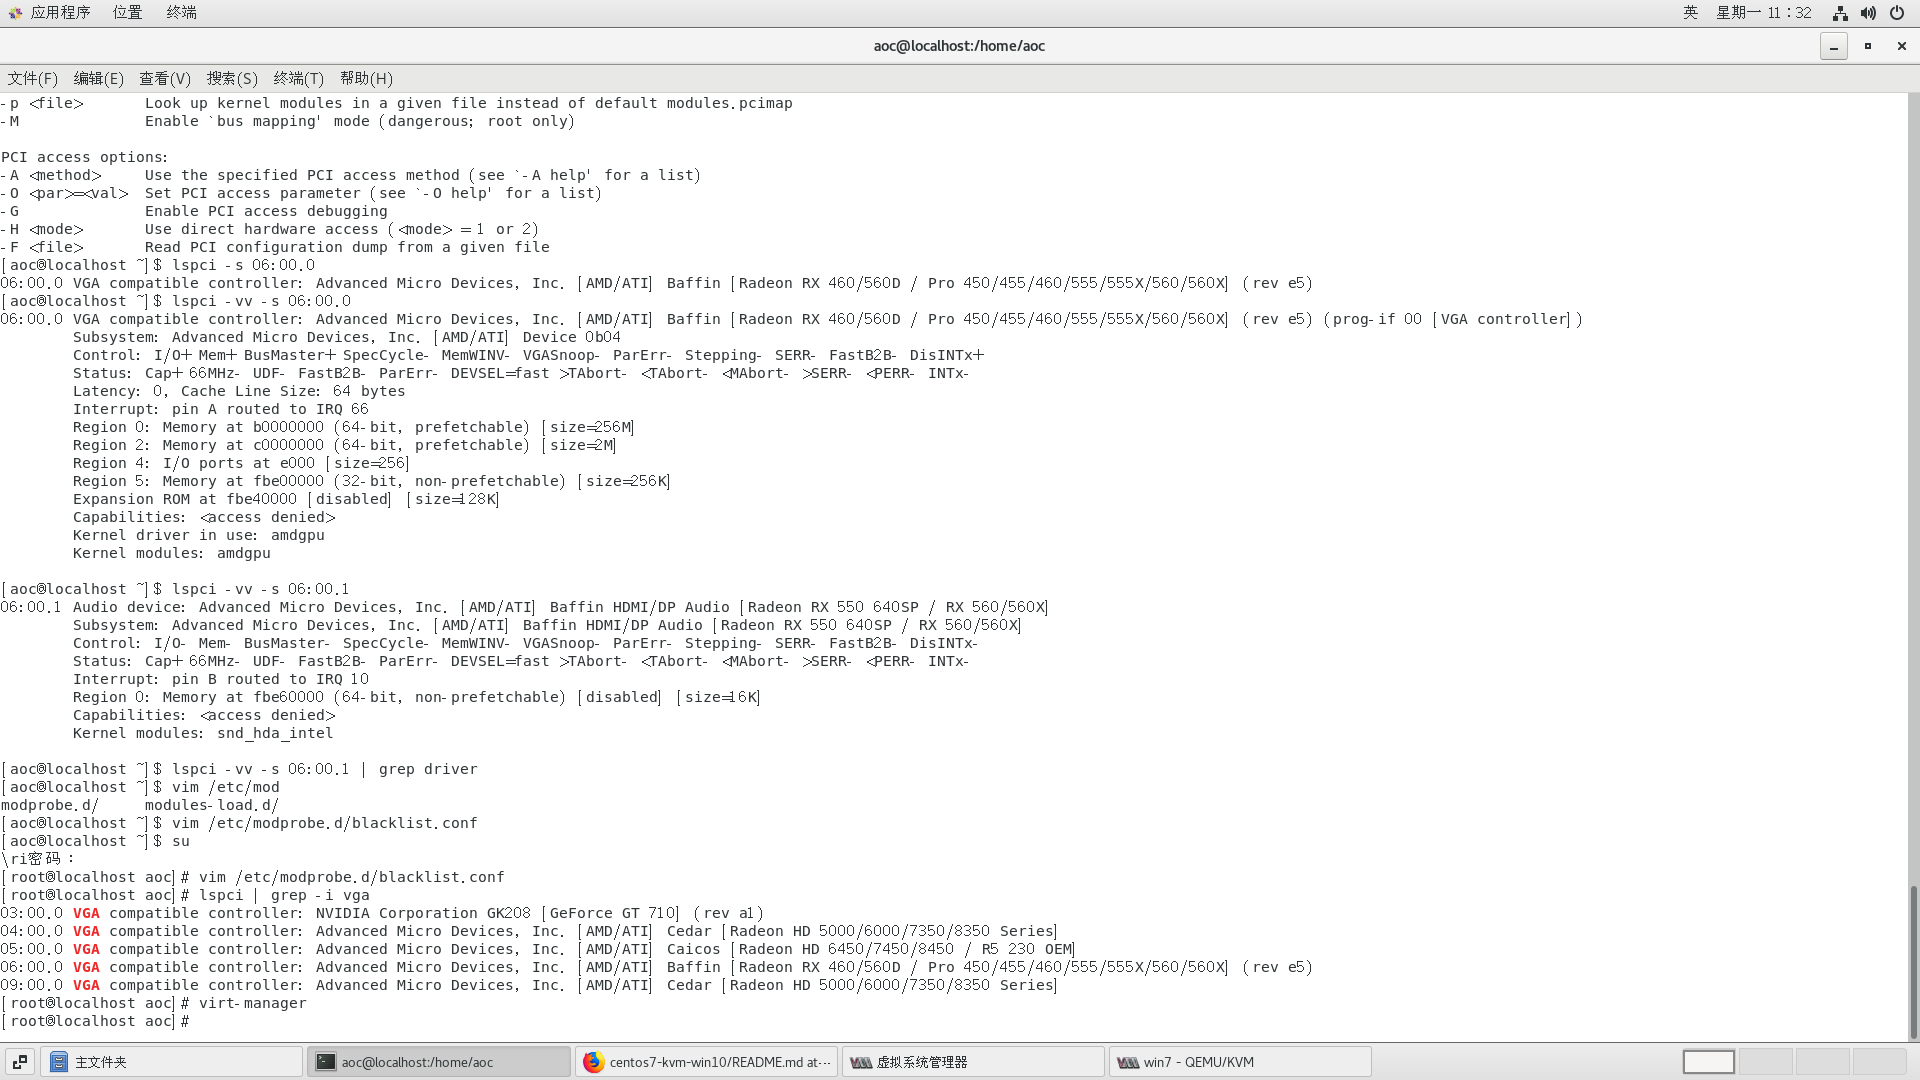 应用程序 位置 终端 英 星期一 11：32
aoc@localhost:/home/aoc
文件(F) 编辑(E) 查看(V) 搜索(S) 终端(T) 帮助(H)
-p <file>       Look up kernel modules in a given file instead of default modules.pcimap
-M              Enable `bus mapping' mode (dangerous; root only)
PCI access options:
-A <method>     Use the specified PCI access method (see `-A help' for a list)
-O <par>=<val>  Set PCI access parameter (see `-O help' for a list)
-G              Enable PCI access debugging
-H <mode>       Use direct hardware access (<mode> = 1 or 2)
-F <file>       Read PCI configuration dump from a given file
[aoc@localhost ~]$ lspci -s 06:00.0
06:00.0 VGA compatible controller: Advanced Micro Devices, Inc. [AMD/ATI] Baffin [Radeon RX 460/560D / Pro 450/455/460/555/555X/560/560X] (rev e5)
[aoc@localhost ~]$ lspci -vv -s 06:00.0
06:00.0 VGA compatible controller: Advanced Micro Devices, Inc. [AMD/ATI] Baffin [Radeon RX 460/560D / Pro 450/455/460/555/555X/560/560X] (rev e5) (prog-if 00 [VGA controller])
        Subsystem: Advanced Micro Devices, Inc. [AMD/ATI] Device 0b04
        Control: I/O+ Mem+ BusMaster+ SpecCycle- MemWINV- VGASnoop- ParErr- Stepping- SERR- FastB2B- DisINTx+
        Status: Cap+ 66MHz- UDF- FastB2B- ParErr- DEVSEL=fast >TAbort- <TAbort- <MAbort- >SERR- <PERR- INTx-
        Latency: 0, Cache Line Size: 64 bytes
        Interrupt: pin A routed to IRQ 66
        Region 0: Memory at b0000000 (64-bit, prefetchable) [size=256M]
        Region 2: Memory at c0000000 (64-bit, prefetchable) [size=2M]
        Region 4: I/O ports at e000 [size=256]
        Region 5: Memory at fbe00000 (32-bit, non-prefetchable) [size=256K]
        Expansion ROM at fbe40000 [disabled] [size=128K]
        Capabilities: <access denied>
        Kernel driver in use: amdgpu
        Kernel modules: amdgpu
[aoc@localhost ~]$ lspci -vv -s 06:00.1
06:00.1 Audio device: Advanced Micro Devices, Inc. [AMD/ATI] Baffin HDMI/DP Audio [Radeon RX 550 640SP / RX 560/560X]
        Subsystem: Advanced Micro Devices, Inc. [AMD/ATI] Baffin HDMI/DP Audio [Radeon RX 550 640SP / RX 560/560X]
        Control: I/O- Mem- BusMaster- SpecCycle- MemWINV- VGASnoop- ParErr- Stepping- SERR- FastB2B- DisINTx-
        Status: Cap+ 66MHz- UDF- FastB2B- ParErr- DEVSEL=fast >TAbort- <TAbort- <MAbort- >SERR- <PERR- INTx-
        Interrupt: pin B routed to IRQ 10
        Region 0: Memory at fbe60000 (64-bit, non-prefetchable) [disabled] [size=16K]
        Capabilities: <access denied>
        Kernel modules: snd_hda_intel
[aoc@localhost ~]$ lspci -vv -s 06:00.1 | grep driver
[aoc@localhost ~]$ vim /etc/mod
modprobe.d/     modules-load.d/
[aoc@localhost ~]$ vim /etc/modprobe.d/blacklist.conf
[aoc@localhost ~]$ su
\ri密码：
[root@localhost aoc]# vim /etc/modprobe.d/blacklist.conf
[root@localhost aoc]# lspci | grep -i vga
03:00.0 VGA compatible controller: NVIDIA Corporation GK208 [GeForce GT 710] (rev a1)
04:00.0 VGA compatible controller: Advanced Micro Devices, Inc. [AMD/ATI] Cedar [Radeon HD 5000/6000/7350/8350 Series]
05:00.0 VGA compatible controller: Advanced Micro Devices, Inc. [AMD/ATI] Caicos [Radeon HD 6450/7450/8450 / R5 230 OEM]
06:00.0 VGA compatible controller: Advanced Micro Devices, Inc. [AMD/ATI] Baffin [Radeon RX 460/560D / Pro 450/455/460/555/555X/560/560X] (rev e5)
09:00.0 VGA compatible controller: Advanced Micro Devices, Inc. [AMD/ATI] Cedar [Radeon HD 5000/6000/7350/8350 Series]
[root@localhost aoc]# virt-manager
[root@localhost aoc]#
主文件夹 aoc@localhost:/home/aoc centos7-kvm-win10/README.md at-... 虚拟系统管理器 win7 - QEMU/KVM